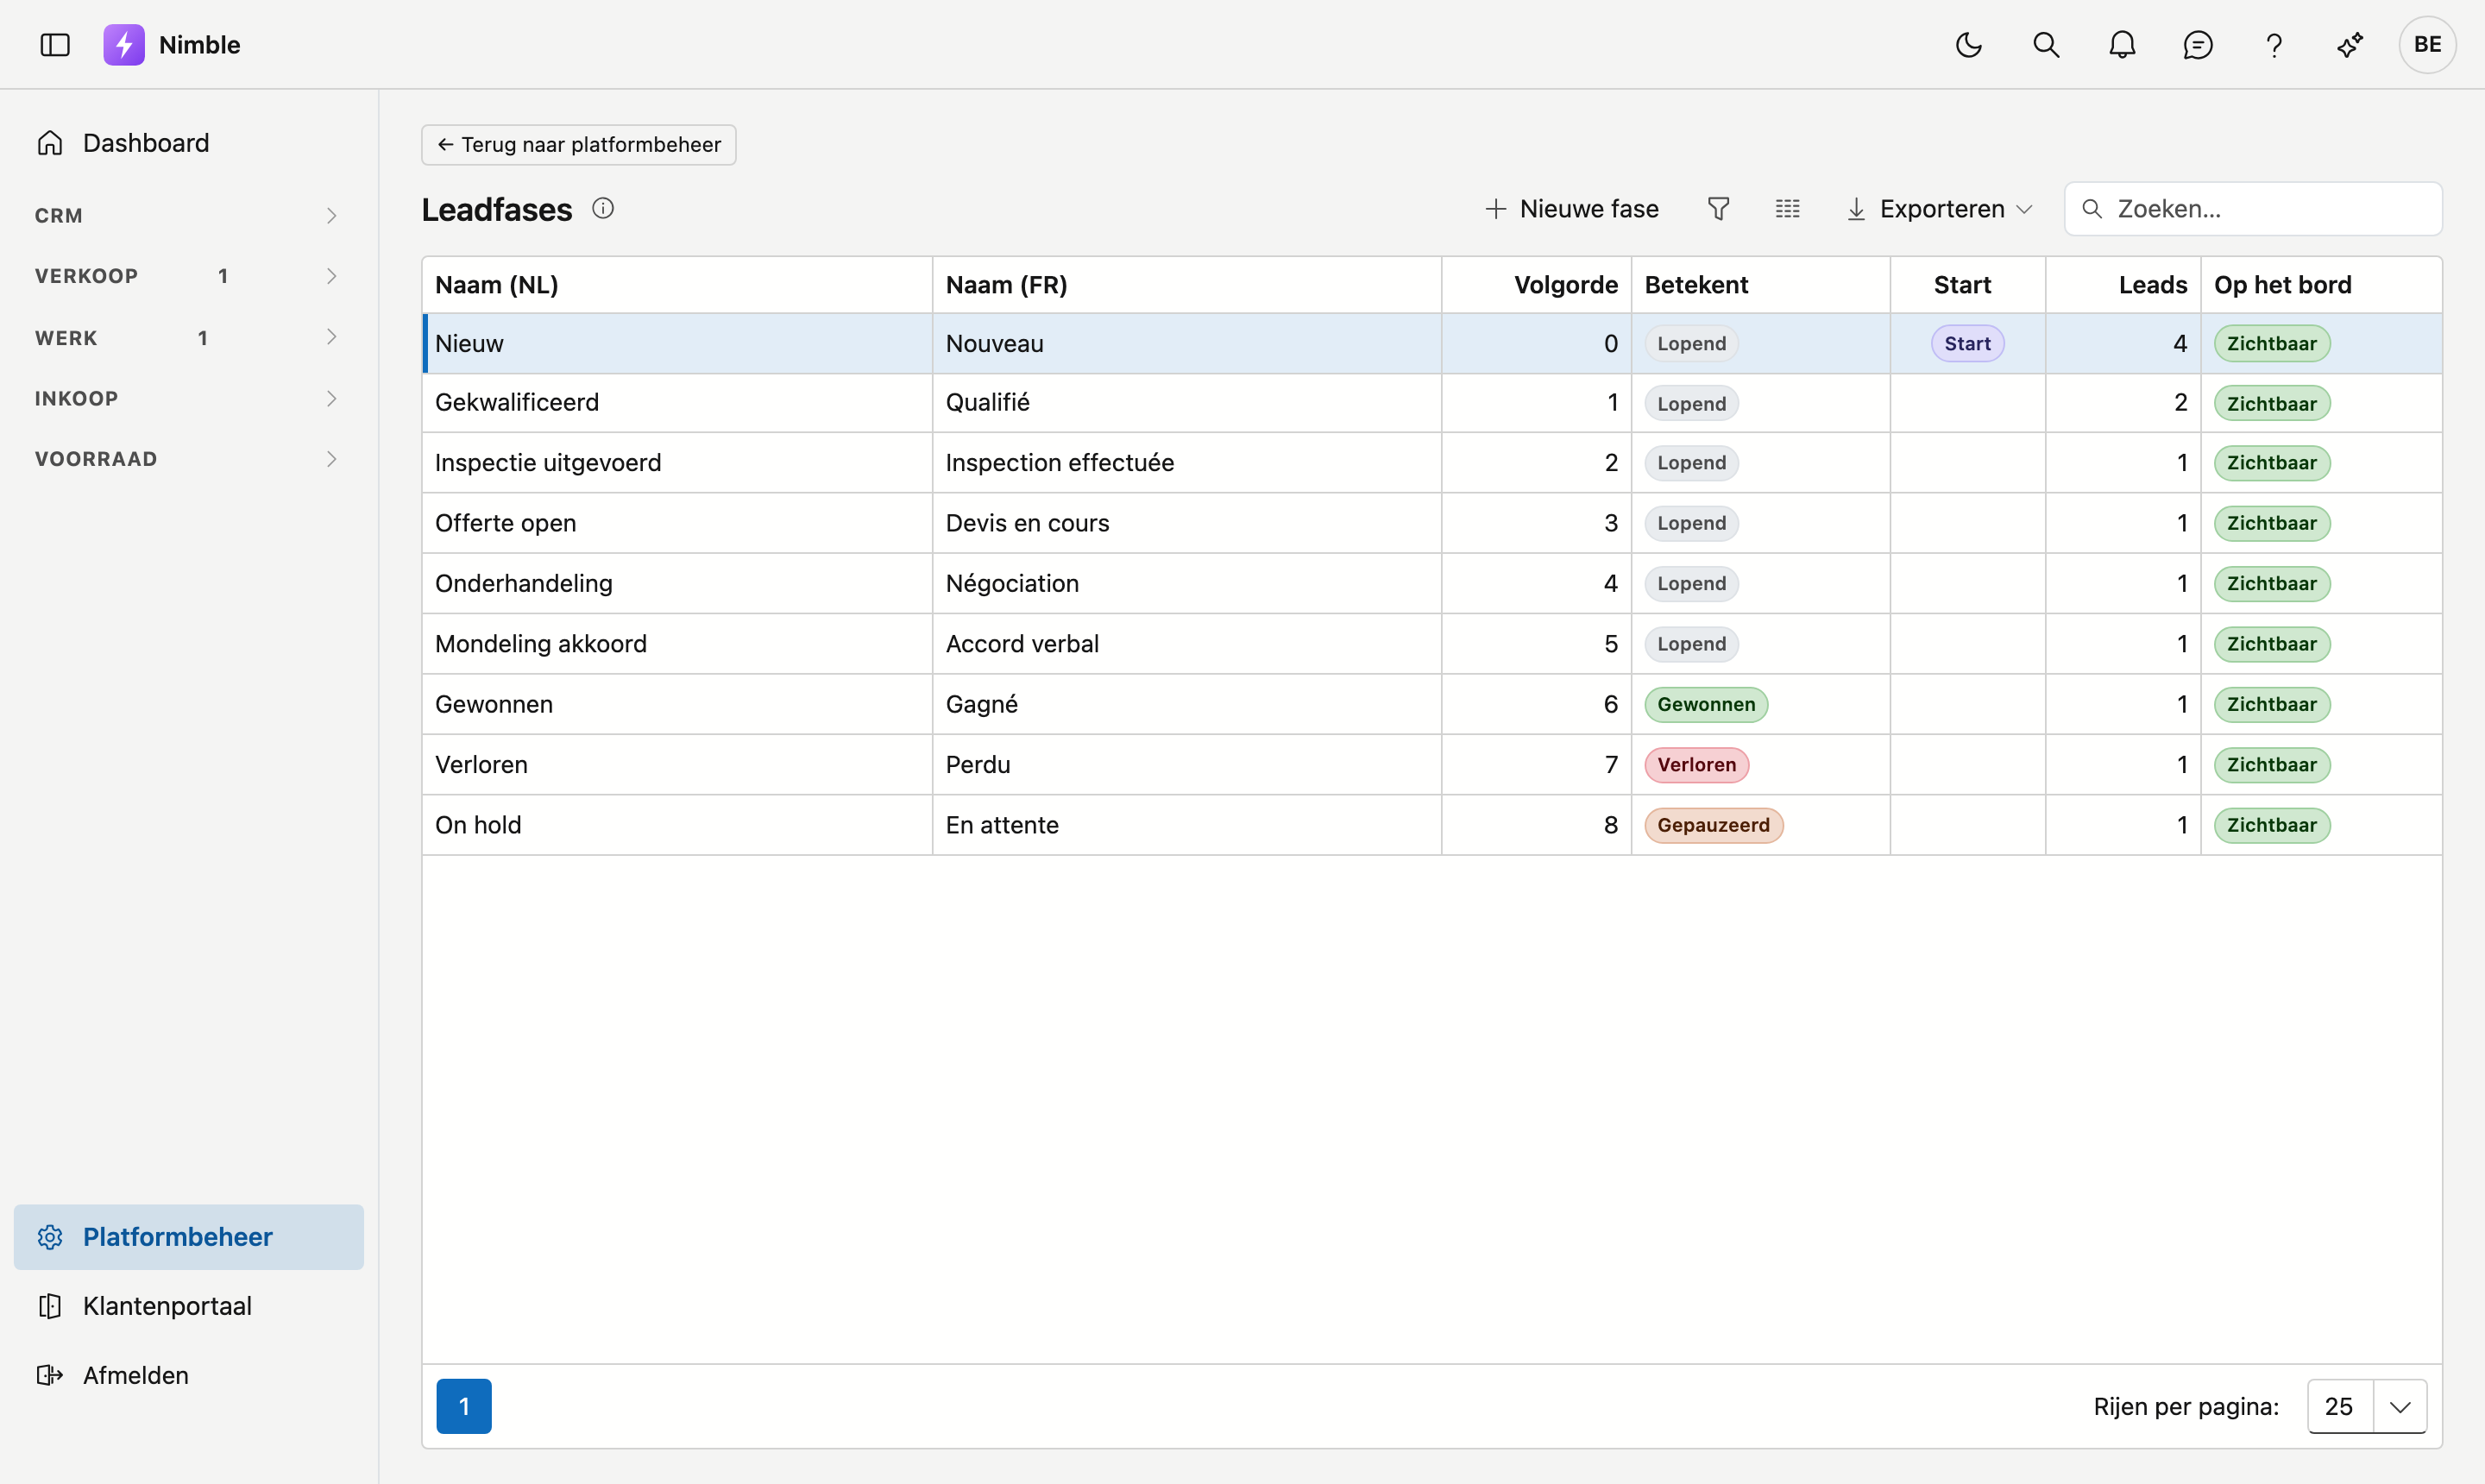 Nimble
BE
Dashboard
CRM
VERKOOP 1
WERK 1
INKOOP
VOORRAAD
Platformbeheer
Klantenportaal
Afmelden
← Terug naar platformbeheer
Leadfases
Nieuwe fase
Exporteren
Zoeken...
Naam (NL) Naam (FR) Volgorde Betekent Start Leads Op het bord
Nieuw Nouveau 0 Lopend Start 4 Zichtbaar
Gekwalificeerd Qualifié 1 Lopend 2 Zichtbaar
Inspectie uitgevoerd Inspection effectuée 2 Lopend 1 Zichtbaar
Offerte open Devis en cours 3 Lopend 1 Zichtbaar
Onderhandeling Négociation 4 Lopend 1 Zichtbaar
Mondeling akkoord Accord verbal 5 Lopend 1 Zichtbaar
Gewonnen Gagné 6 Gewonnen 1 Zichtbaar
Verloren Perdu 7 Verloren 1 Zichtbaar
On hold En attente 8 Gepauzeerd 1 Zichtbaar
1
Rijen per pagina: 25